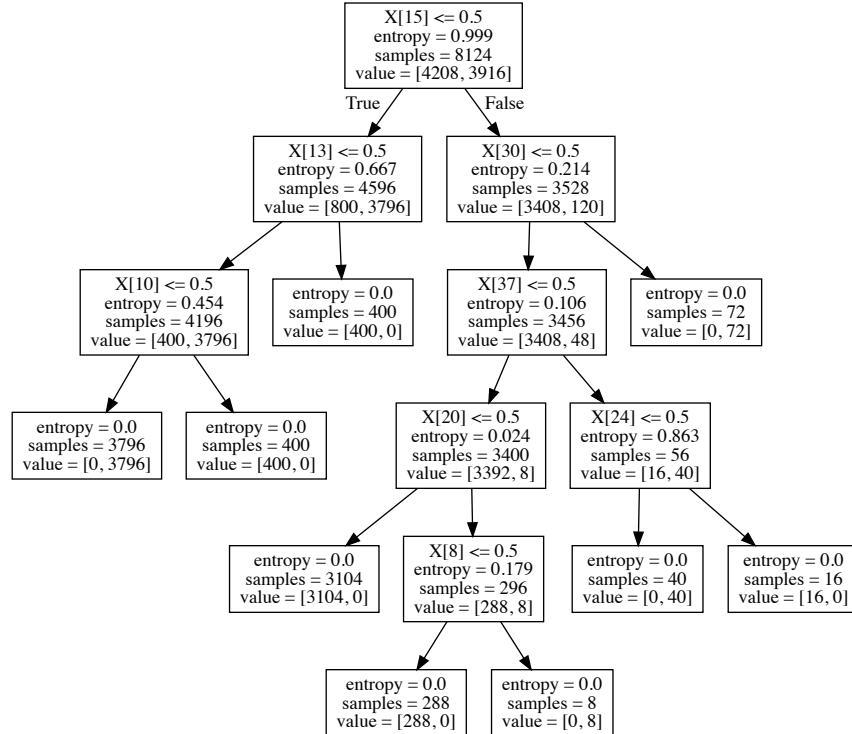 X[15] <= 0.5
entropy = 0.999
samples = 8124
value = [4208, 3916]
True
False
X[13] <= 0.5
entropy = 0.667
samples = 4596
value = [800, 3796]
X[30] <= 0.5
entropy = 0.214
samples = 3528
value = [3408, 120]
X[10] <= 0.5
entropy = 0.454
samples = 4196
value = [400, 3796]
entropy = 0.0
samples = 400
value = [400, 0]
X[37] <= 0.5
entropy = 0.106
samples = 3456
value = [3408, 48]
entropy = 0.0
samples = 72
value = [0, 72]
entropy = 0.0
samples = 3796
value = [0, 3796]
entropy = 0.0
samples = 400
value = [400, 0]
X[20] <= 0.5
entropy = 0.024
samples = 3400
value = [3392, 8]
X[24] <= 0.5
entropy = 0.863
samples = 56
value = [16, 40]
entropy = 0.0
samples = 3104
value = [3104, 0]
X[8] <= 0.5
entropy = 0.179
samples = 296
value = [288, 8]
entropy = 0.0
samples = 40
value = [0, 40]
entropy = 0.0
samples = 16
value = [16, 0]
entropy = 0.0
samples = 288
value = [288, 0]
entropy = 0.0
samples = 8
value = [0, 8]